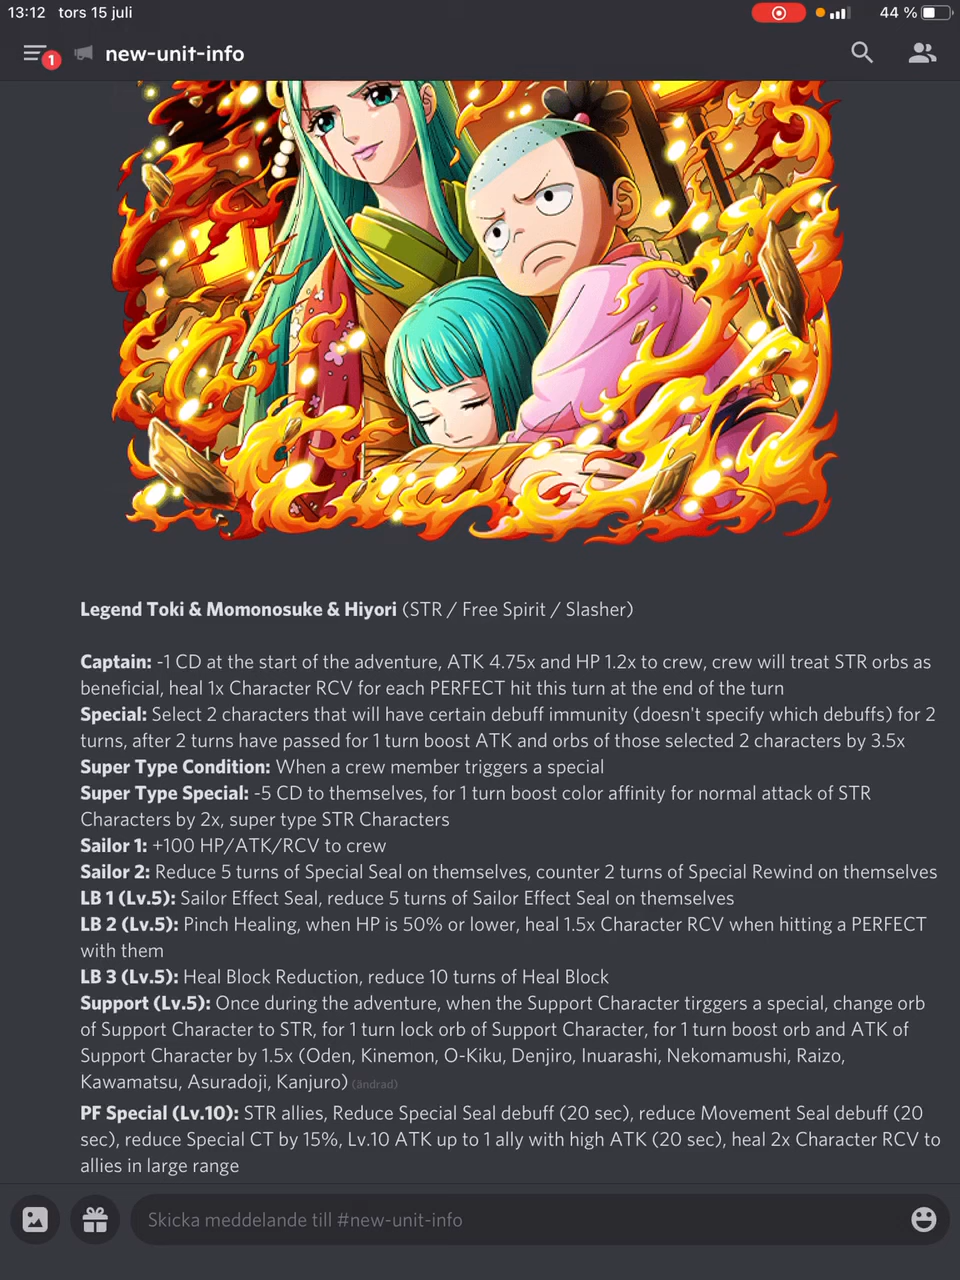 13:12 tors 15 juli
44 %
1
new-unit-info
Legend Toki & Momonosuke & Hiyori (STR / Free Spirit / Slasher)
Captain: -1 CD at the start of the adventure, ATK 4.75x and HP 1.2x to crew, crew will treat STR orbs as
beneficial, heal 1x Character RCV for each PERFECT hit this turn at the end of the turn
Special: Select 2 characters that will have certain debuff immunity (doesn't specify which debuffs) for 2
turns, after 2 turns have passed for 1 turn boost ATK and orbs of those selected 2 characters by 3.5x
Super Type Condition: When a crew member triggers a special
Super Type Special: -5 CD to themselves, for 1 turn boost color affinity for normal attack of STR
Characters by 2x, super type STR Characters
Sailor 1: +100 HP/ATK/RCV to crew
Sailor 2: Reduce 5 turns of Special Seal on themselves, counter 2 turns of Special Rewind on themselves
LB 1 (Lv.5): Sailor Effect Seal, reduce 5 turns of Sailor Effect Seal on themselves
LB 2 (Lv.5): Pinch Healing, when HP is 50% or lower, heal 1.5x Character RCV when hitting a PERFECT
with them
LB 3 (Lv.5): Heal Block Reduction, reduce 10 turns of Heal Block
Support (Lv.5): Once during the adventure, when the Support Character tirggers a special, change orb
of Support Character to STR, for 1 turn lock orb of Support Character, for 1 turn boost orb and ATK of
Support Character by 1.5x (Oden, Kinemon, O-Kiku, Denjiro, Inuarashi, Nekomamushi, Raizo,
Kawamatsu, Asuradoji, Kanjuro) (ändrad)
PF Special (Lv.10): STR allies, Reduce Special Seal debuff (20 sec), reduce Movement Seal debuff (20
sec), reduce Special CT by 15%, Lv.10 ATK up to 1 ally with high ATK (20 sec), heal 2x Character RCV to
allies in large range
Skicka meddelande till #new-unit-info